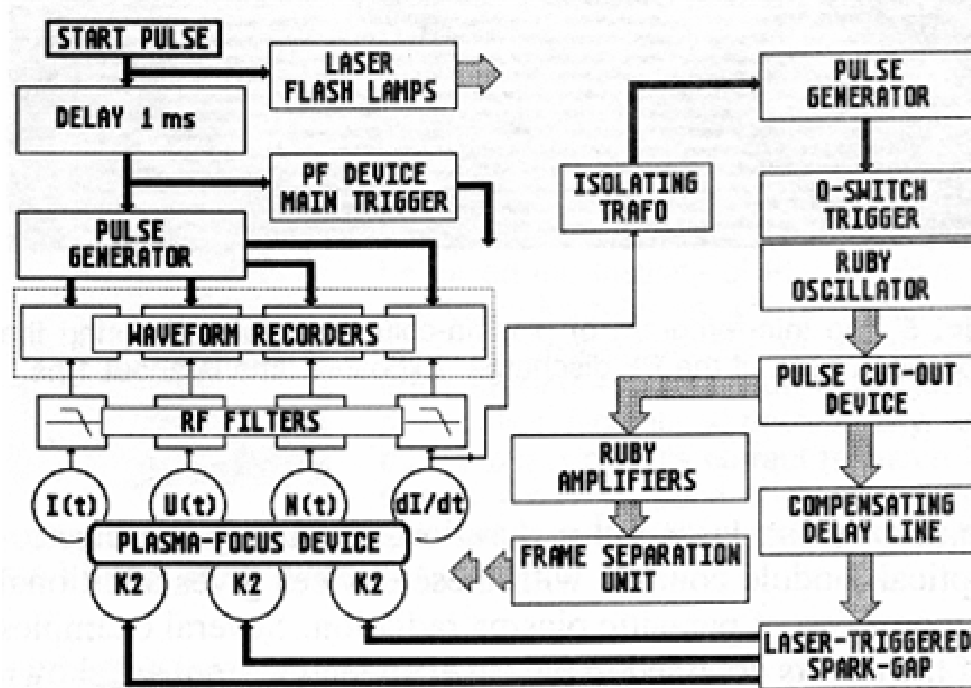 START PULSE
LASER
FLASH LAMPS
PULSE
GENERATOR
DELAY 1 ms
PF DEVICE
MAIN TRIGGER
ISOLATING
TRAFO
Q-SWITCH
TRIGGER
PULSE
GENERATOR
RUBY
OSCILLATOR
WAVEFORM RECORDERS
PULSE CUT-OUT
DEVICE
RF FILTERS
RUBY
AMPLIFIERS
I(t)
U(t)
N(t)
dI/dt
COMPENSATING
DELAY LINE
PLASMA-FOCUS DEVICE
FRAME SEPARATION
UNIT
K2
K2
K2
LASER-TRIGGERED
SPARK-GAP